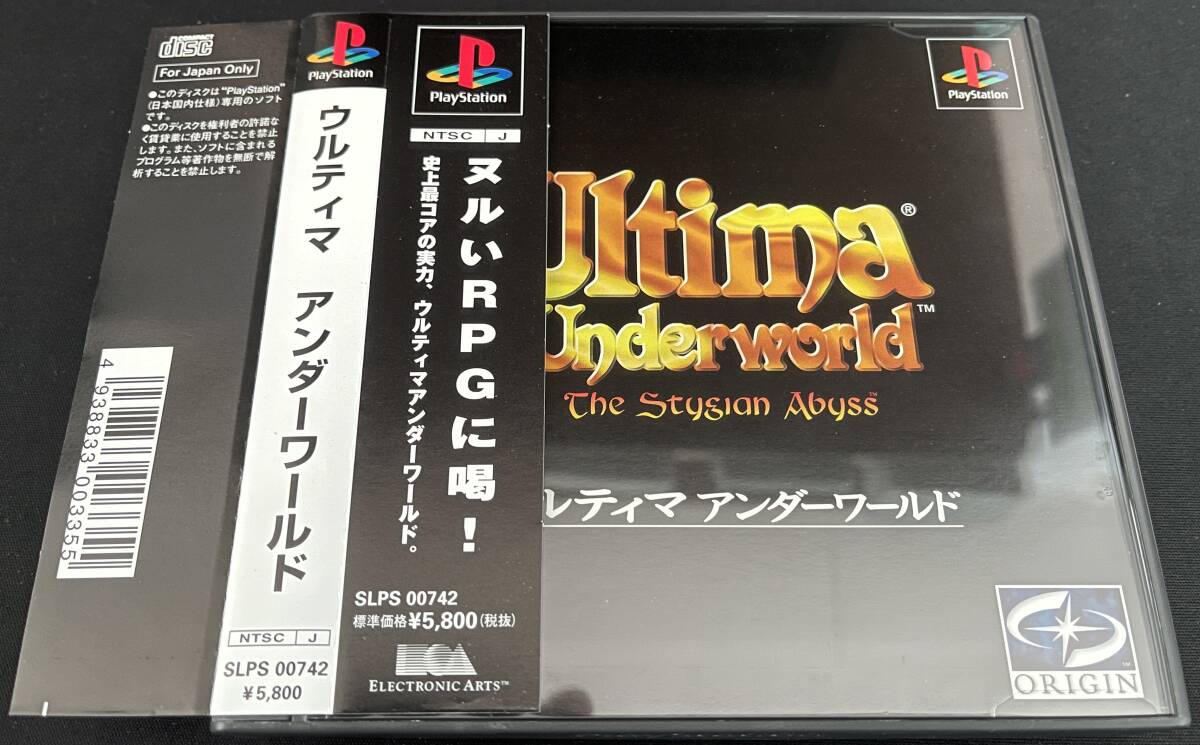 COMPACT
disc
For Japan Only
●このディスクは"PlayStation"
(日本国内仕様)専用のソフト
です。
●このディスクを権利者の許諾な
く賃貸業に使用することを禁止
します。また、ソフトに含まれる
プログラム等著作物を無断で解
析することを禁止します。
4 938833 003355
PlayStation
ウルティマ アンダーワールド
NTSC J
SLPS 00742
¥5,800
PlayStation
NTSC J
ヌルいRPGに喝!
史上最コアの実力、ウルティマアンダーワールド。
SLPS 00742
標準価格¥5,800(税抜)
ELECTRONIC ARTS™
PlayStation
Ultima®
Underworld™
The Stygian Abyss™
ルティマ アンダーワールド
ORIGIN™